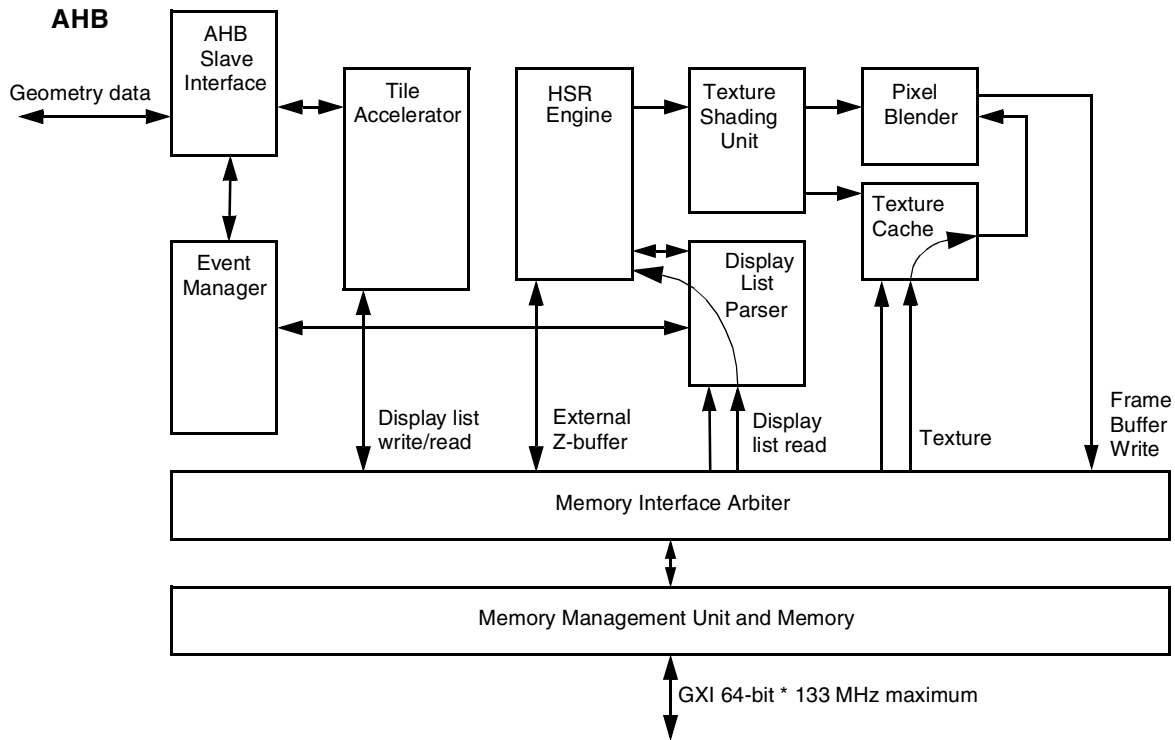 AHB
AHB
Slave
Interface
Geometry data
Tile
Accelerator
HSR
Engine
Texture
Shading
Unit
Pixel
Blender
Texture
Cache
Event
Manager
Display
List
Parser
Display list
write/read
External
Z-buffer
Display
list read
Texture
Frame
Buffer
Write
Memory Interface Arbiter
Memory Management Unit and Memory
GXI 64-bit * 133 MHz maximum